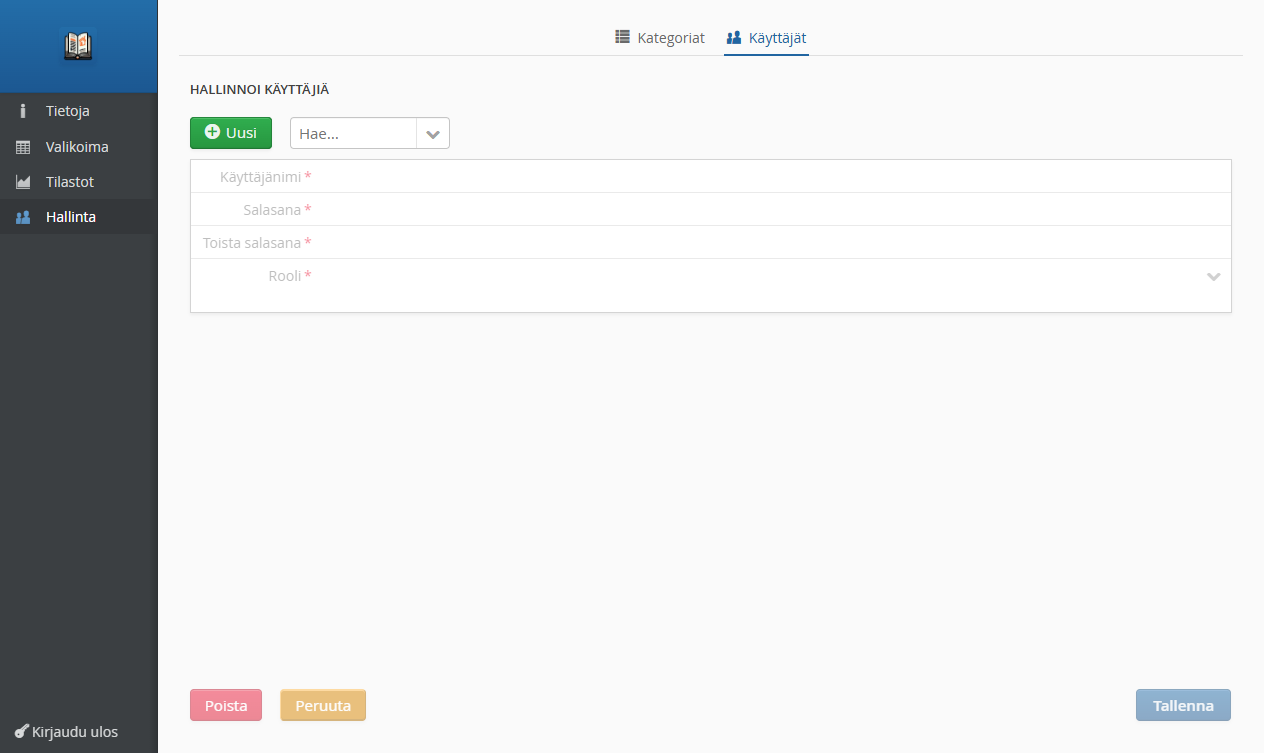 Kategoriat
Käyttäjät
Tietoja
Valikoima
Tilastot
Hallinta
Kirjaudu ulos
HALLINNOI KÄYTTÄJIÄ
Uusi
Hae...
Käyttäjänimi *
Salasana *
Toista salasana *
Rooli *
Poista
Peruuta
Tallenna